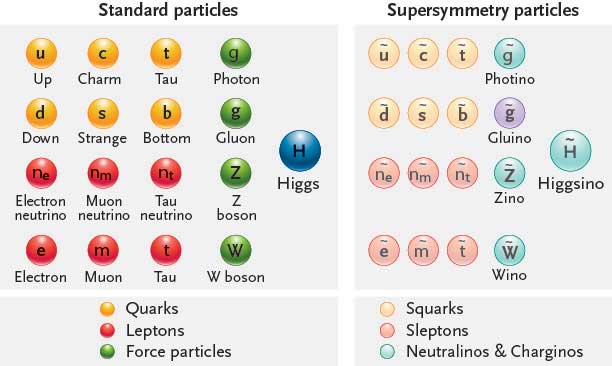 Standard particles
u c t g
Up Charm Tau Photon
d s b g
Down Strange Bottom Gluon
H
Higgs
nₑ nₘ nₜ Z
Electron neutrino Muon neutrino Tau neutrino Z boson
e m t W
Electron Muon Tau W boson
Quarks
Leptons
Force particles
Supersymmetry particles
ũ c̃ t̃ g̃
Photino
d̃ s̃ b̃ g̃
Gluino
H̃
Higgsino
ñₑ ñₘ ñₜ Z̃
Zino
ẽ m̃ t̃ W̃
Wino
Squarks
Sleptons
Neutralinos & Charginos